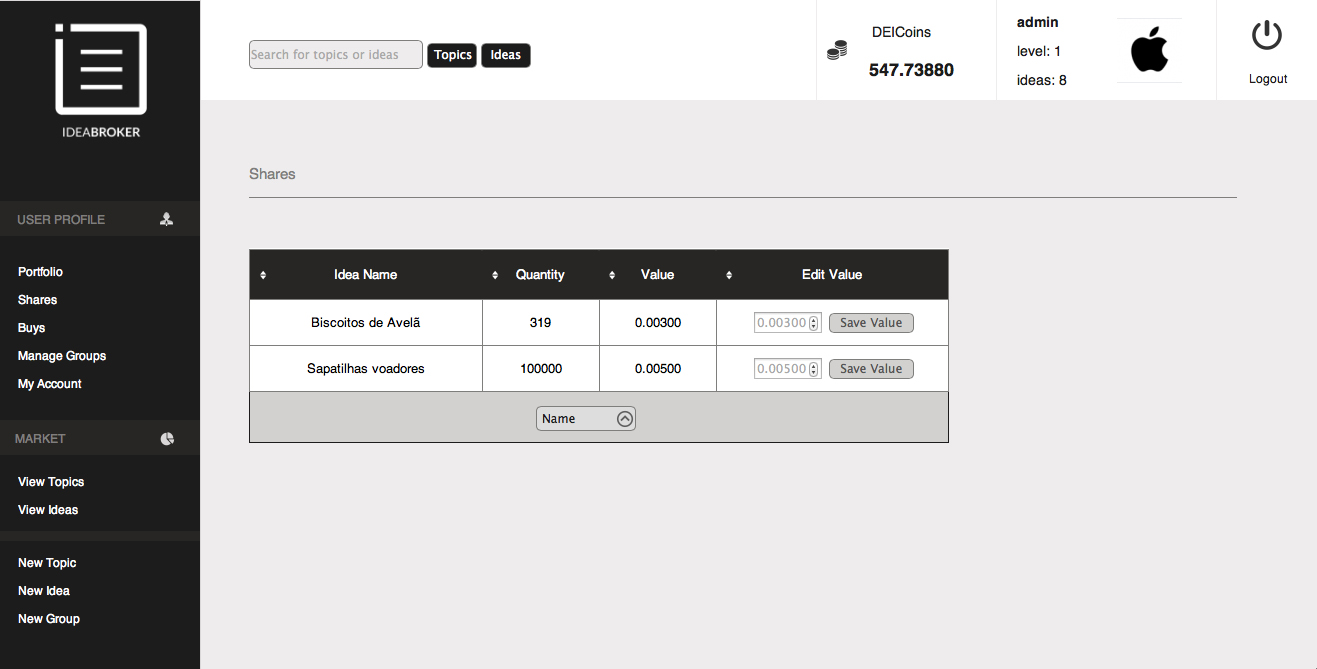 IDEABROKER
USER PROFILE
Portfolio
Shares
Buys
Manage Groups
My Account
MARKET
View Topics
View Ideas
New Topic
New Idea
New Group
Search for topics or ideas Topics Ideas
DEICoins
547.73880
admin
level: 1
ideas: 8
Logout
Shares
Idea Name Quantity Value Edit Value
Biscoitos de Avelã 319 0.00300 0.00300 Save Value
Sapatilhas voadores 100000 0.00500 0.00500 Save Value
Name